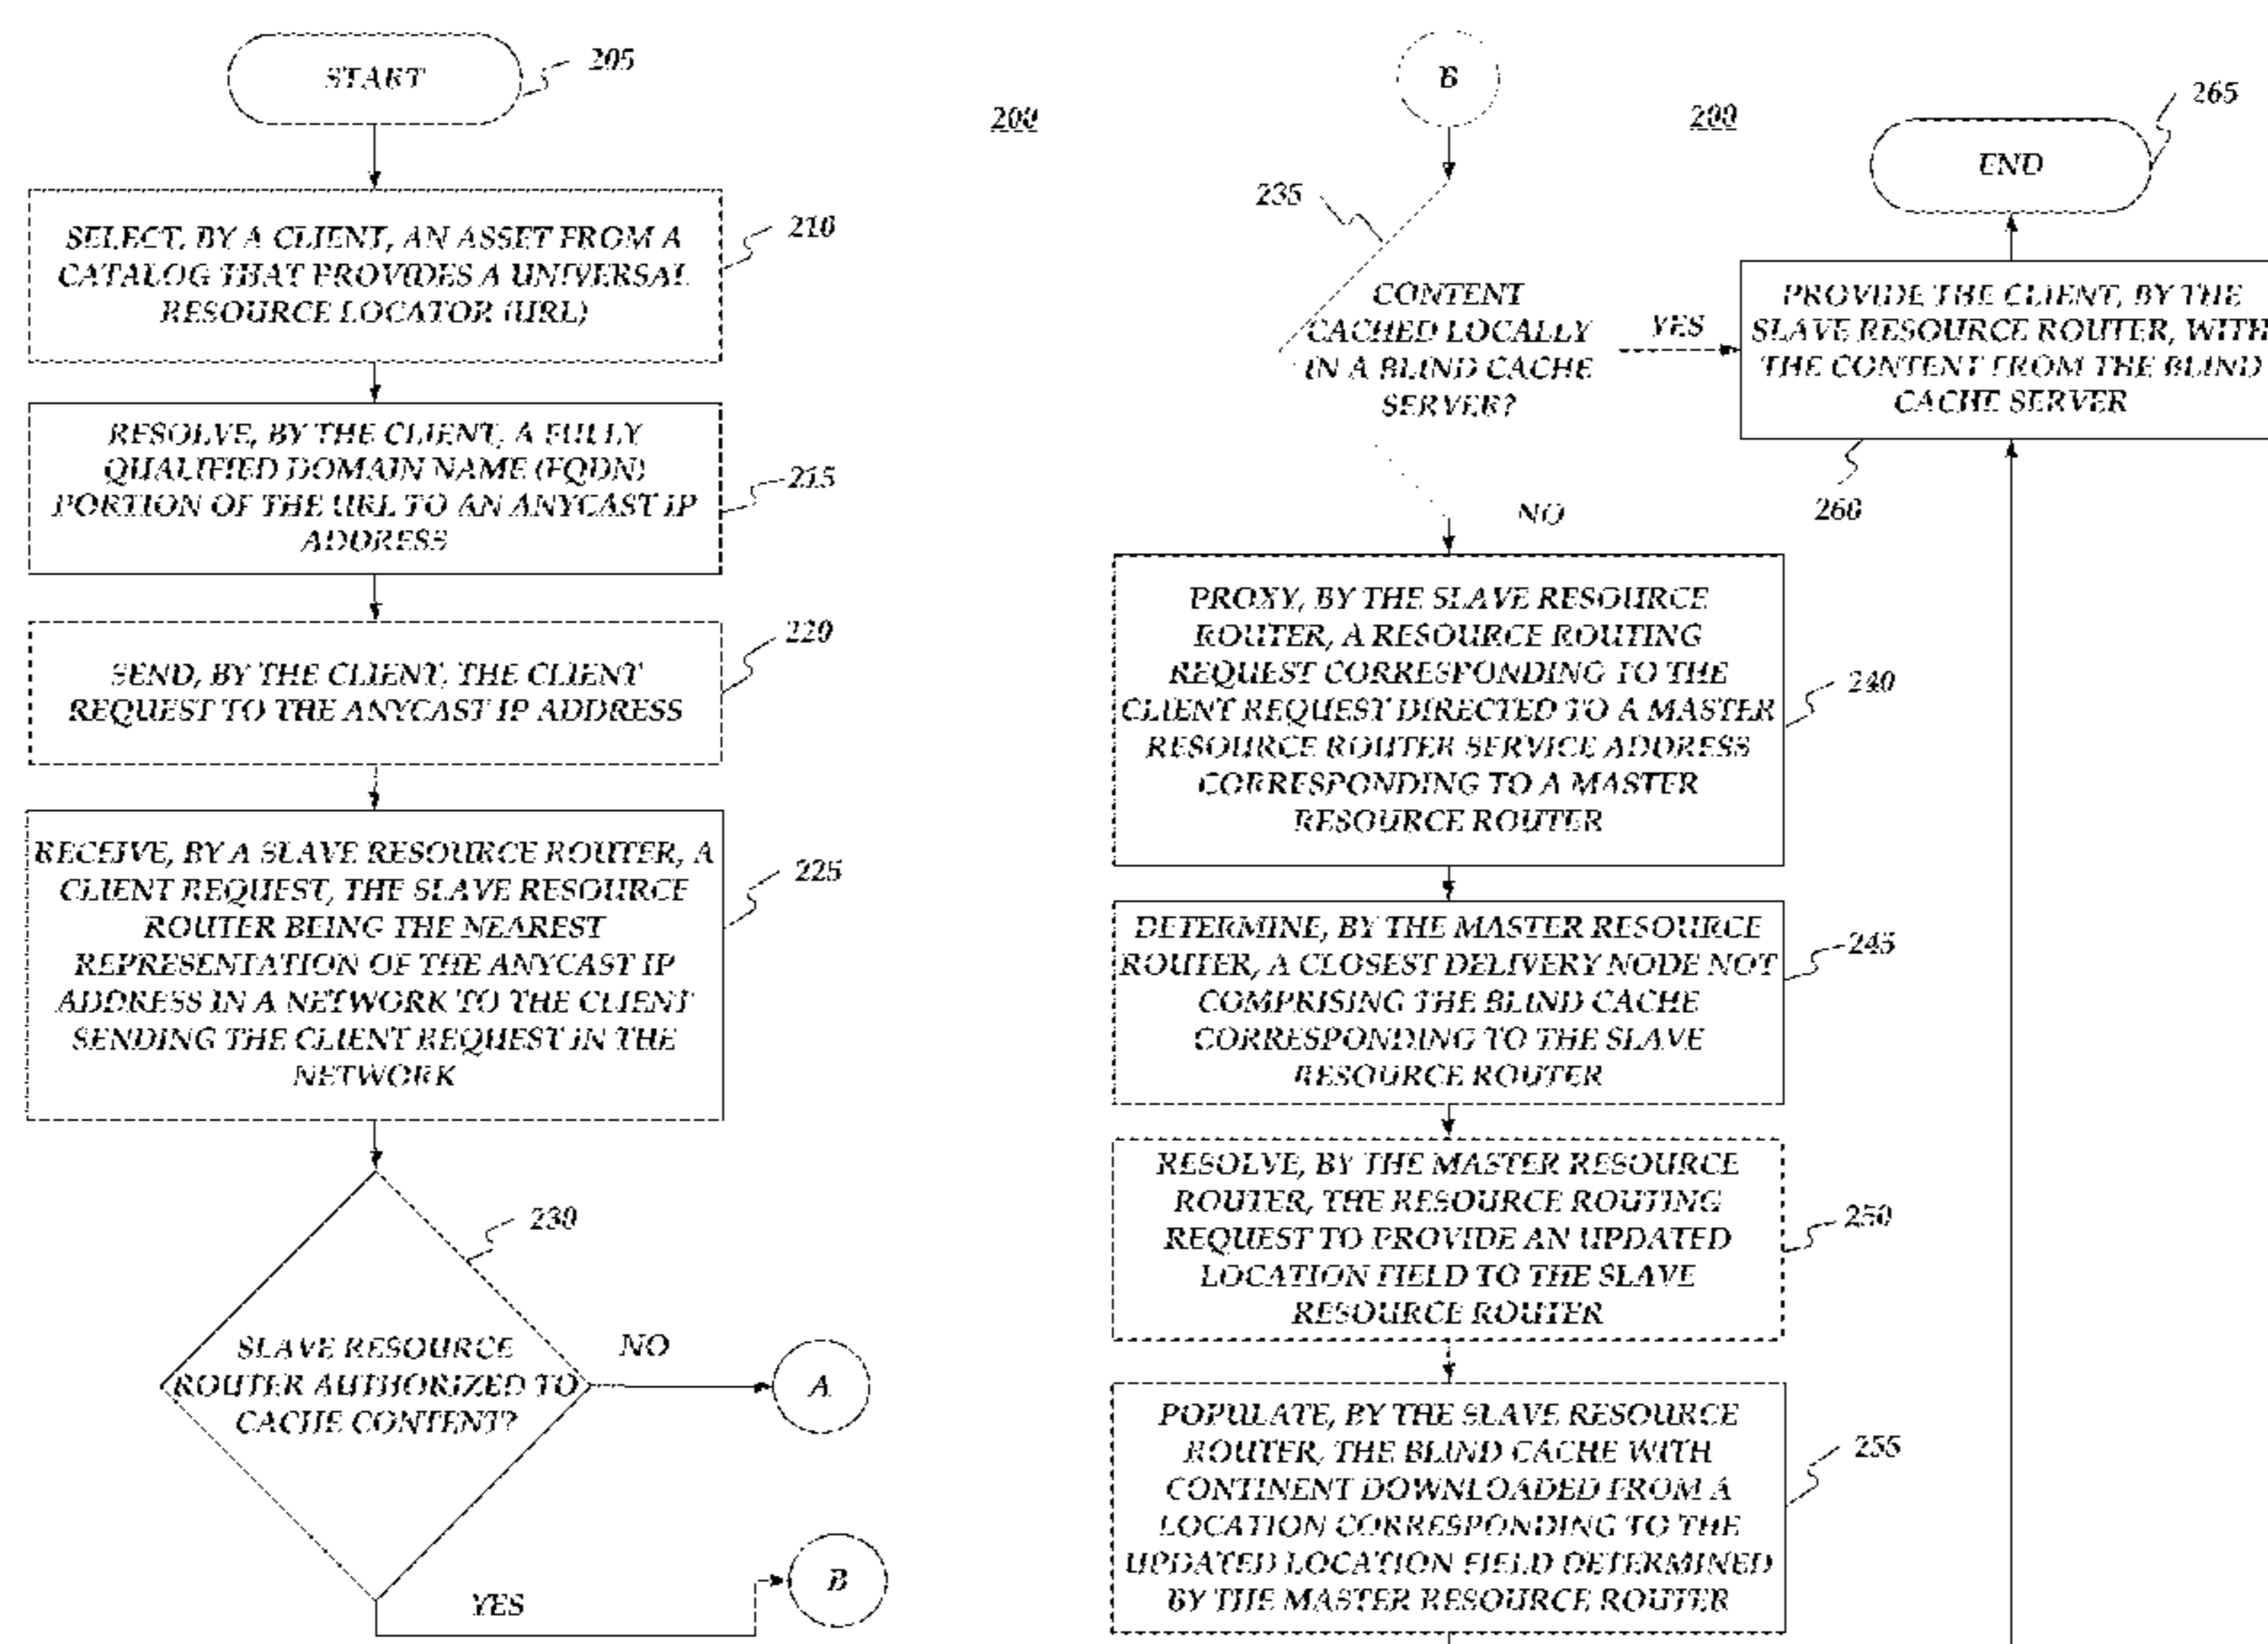 START
205
200
SELECT, BY A CLIENT, AN ASSET FROM A
CATALOG THAT PROVIDES A UNIVERSAL
RESOURCE LOCATOR (URL)
210
RESOLVE, BY THE CLIENT, A FULLY
QUALIFIED DOMAIN NAME (FQDN)
PORTION OF THE URL TO AN ANYCAST IP
ADDRESS
215
SEND, BY THE CLIENT, THE CLIENT
REQUEST TO THE ANYCAST IP ADDRESS
220
RECEIVE, BY A SLAVE RESOURCE ROUTER, A
CLIENT REQUEST, THE SLAVE RESOURCE
ROUTER BEING THE NEAREST
REPRESENTATION OF THE ANYCAST IP
ADDRESS IN A NETWORK TO THE CLIENT
SENDING THE CLIENT REQUEST IN THE
NETWORK
225
230
SLAVE RESOURCE
ROUTER AUTHORIZED TO
CACHE CONTENT?
NO
A
YES
B
B
200
235
CONTENT
CACHED LOCALLY
IN A BLIND CACHE
SERVER?
YES
NO
265
END
PROVIDE THE CLIENT, BY THE
SLAVE RESOURCE ROUTER, WITH
THE CONTENT FROM THE BLIND
CACHE SERVER
260
PROXY, BY THE SLAVE RESOURCE
ROUTER, A RESOURCE ROUTING
REQUEST CORRESPONDING TO THE
CLIENT REQUEST DIRECTED TO A MASTER
RESOURCE ROUTER SERVICE ADDRESS
CORRESPONDING TO A MASTER
RESOURCE ROUTER
240
DETERMINE, BY THE MASTER RESOURCE
ROUTER, A CLOSEST DELIVERY NODE NOT
COMPRISING THE BLIND CACHE
CORRESPONDING TO THE SLAVE
RESOURCE ROUTER
245
RESOLVE, BY THE MASTER RESOURCE
ROUTER, THE RESOURCE ROUTING
REQUEST TO PROVIDE AN UPDATED
LOCATION FIELD TO THE SLAVE
RESOURCE ROUTER
250
POPULATE, BY THE SLAVE RESOURCE
ROUTER, THE BLIND CACHE WITH
CONTINENT DOWNLOADED FROM A
LOCATION CORRESPONDING TO THE
UPDATED LOCATION FIELD DETERMINED
BY THE MASTER RESOURCE ROUTER
255